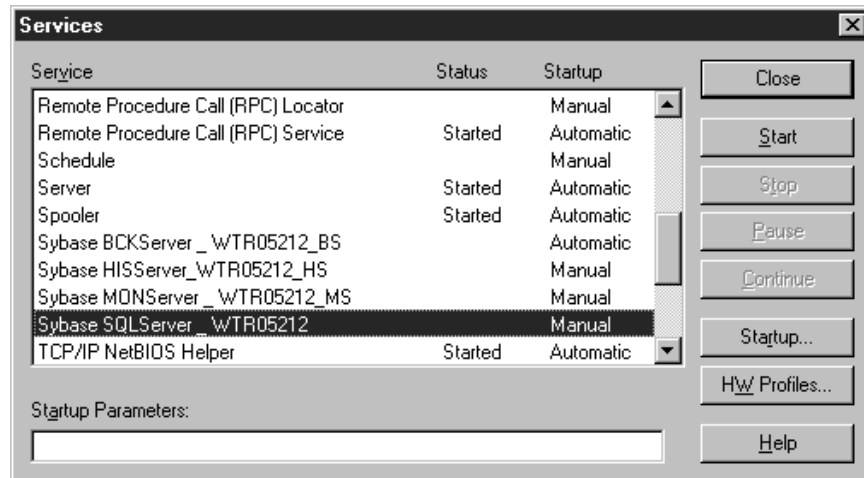 Services
Service Status Startup
Remote Procedure Call (RPC) Locator Manual
Remote Procedure Call (RPC) Service Started Automatic
Schedule Manual
Server Started Automatic
Spooler Started Automatic
Sybase BCKServer _ WTR05212_BS Automatic
Sybase HISServer_WTR05212_HS Manual
Sybase MONServer _ WTR05212_MS Manual
Sybase SQLServer _ WTR05212 Manual
TCP/IP NetBIOS Helper Started Automatic
Startup Parameters:
Close
Start
Stop
Pause
Continue
Startup...
HW Profiles...
Help